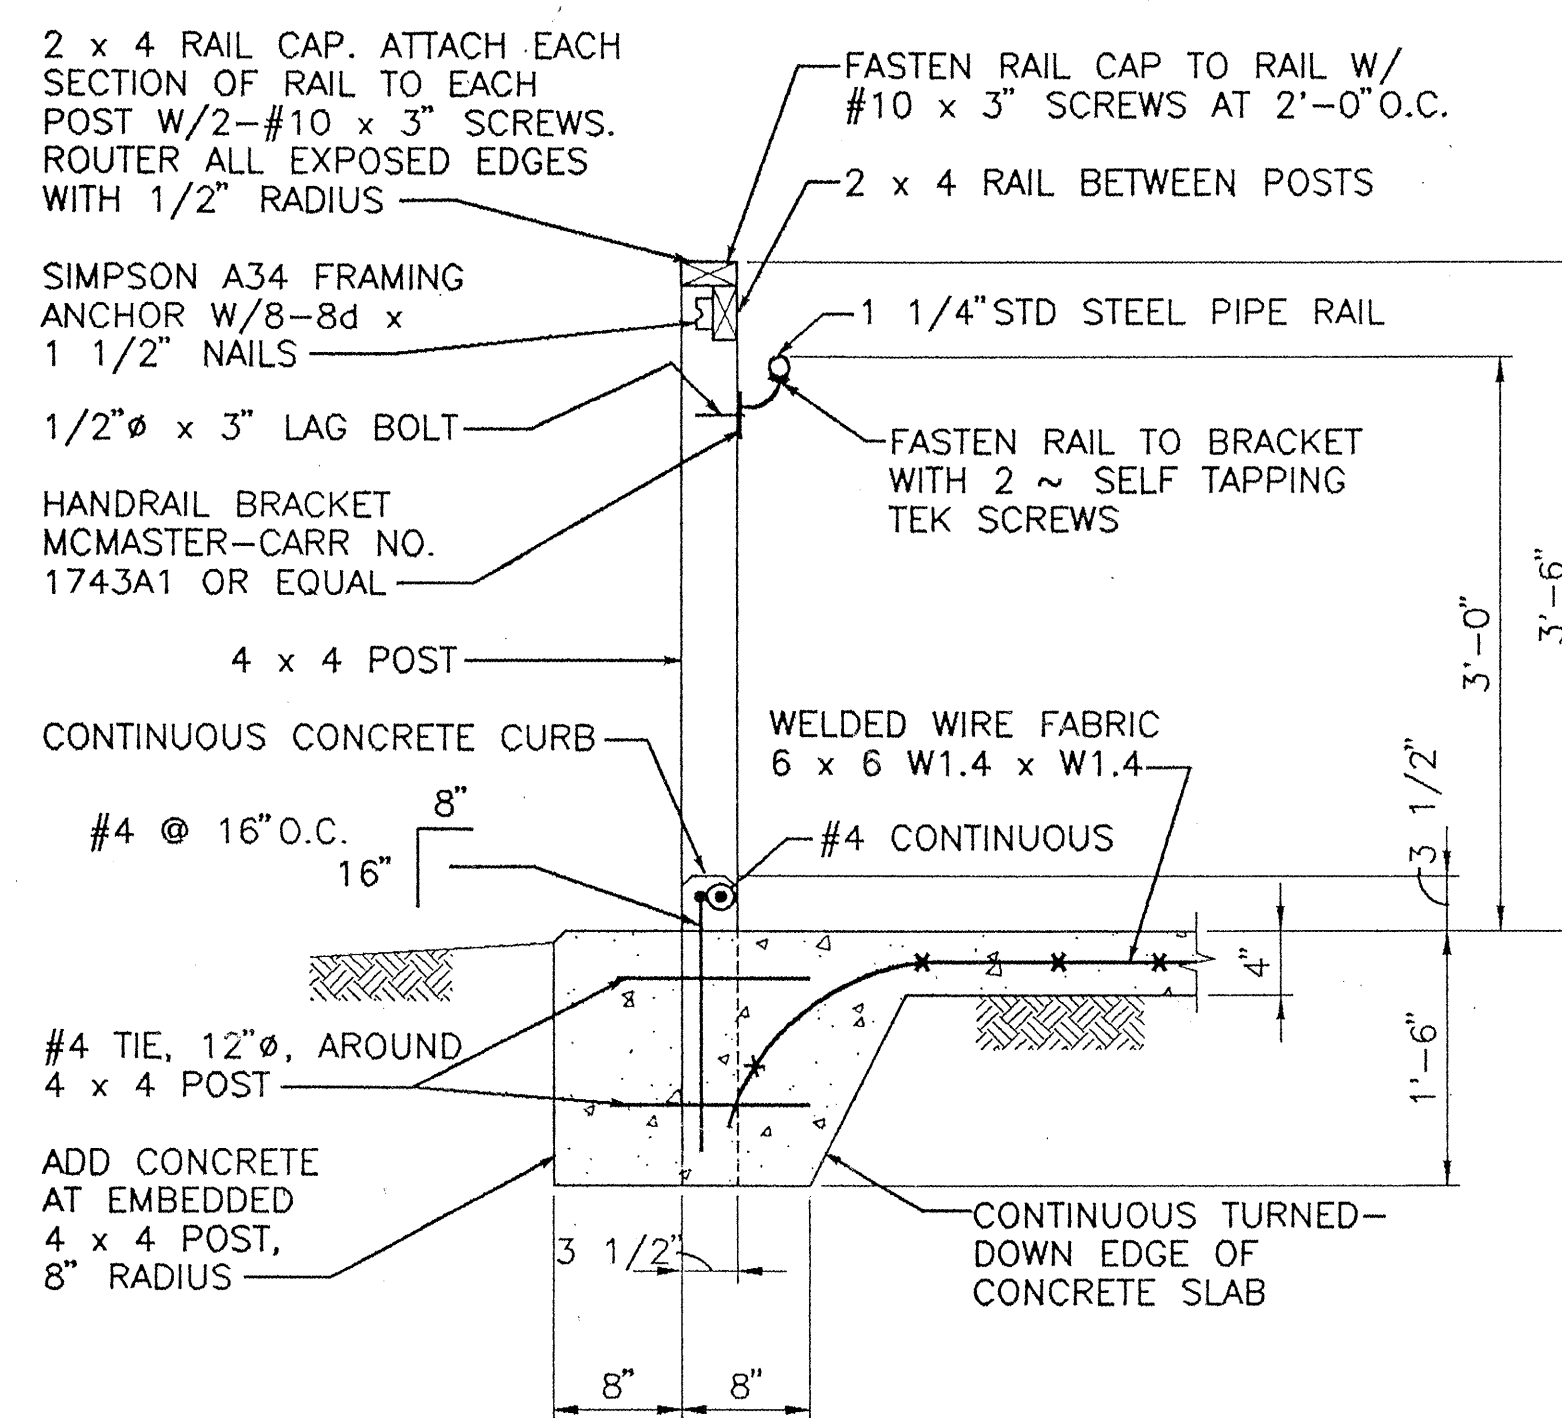 2 x 4 RAIL CAP. ATTACH EACH
SECTION OF RAIL TO EACH
POST W/2-#10 x 3" SCREWS.
ROUTER ALL EXPOSED EDGES
WITH 1/2" RADIUS
FASTEN RAIL CAP TO RAIL W/
#10 x 3" SCREWS AT 2'-0"O.C.
2 x 4 RAIL BETWEEN POSTS
SIMPSON A34 FRAMING
ANCHOR W/8-8d x
1 1/2" NAILS
1 1/4"STD STEEL PIPE RAIL
1/2"ø x 3" LAG BOLT
FASTEN RAIL TO BRACKET
WITH 2 ~ SELF TAPPING
TEK SCREWS
HANDRAIL BRACKET
MCMASTER-CARR NO.
1743A1 OR EQUAL
3'-0"
3'-6"
4 x 4 POST
CONTINUOUS CONCRETE CURB
WELDED WIRE FABRIC
6 x 6 W1.4 x W1.4
3 1/2"
#4 @ 16"O.C.
8"
16"
#4 CONTINUOUS
4"
1'-6"
#4 TIE, 12"ø, AROUND
4 x 4 POST
ADD CONCRETE
AT EMBEDDED
4 x 4 POST,
8" RADIUS
CONTINUOUS TURNED-
DOWN EDGE OF
CONCRETE SLAB
3 1/2"
8"
8"